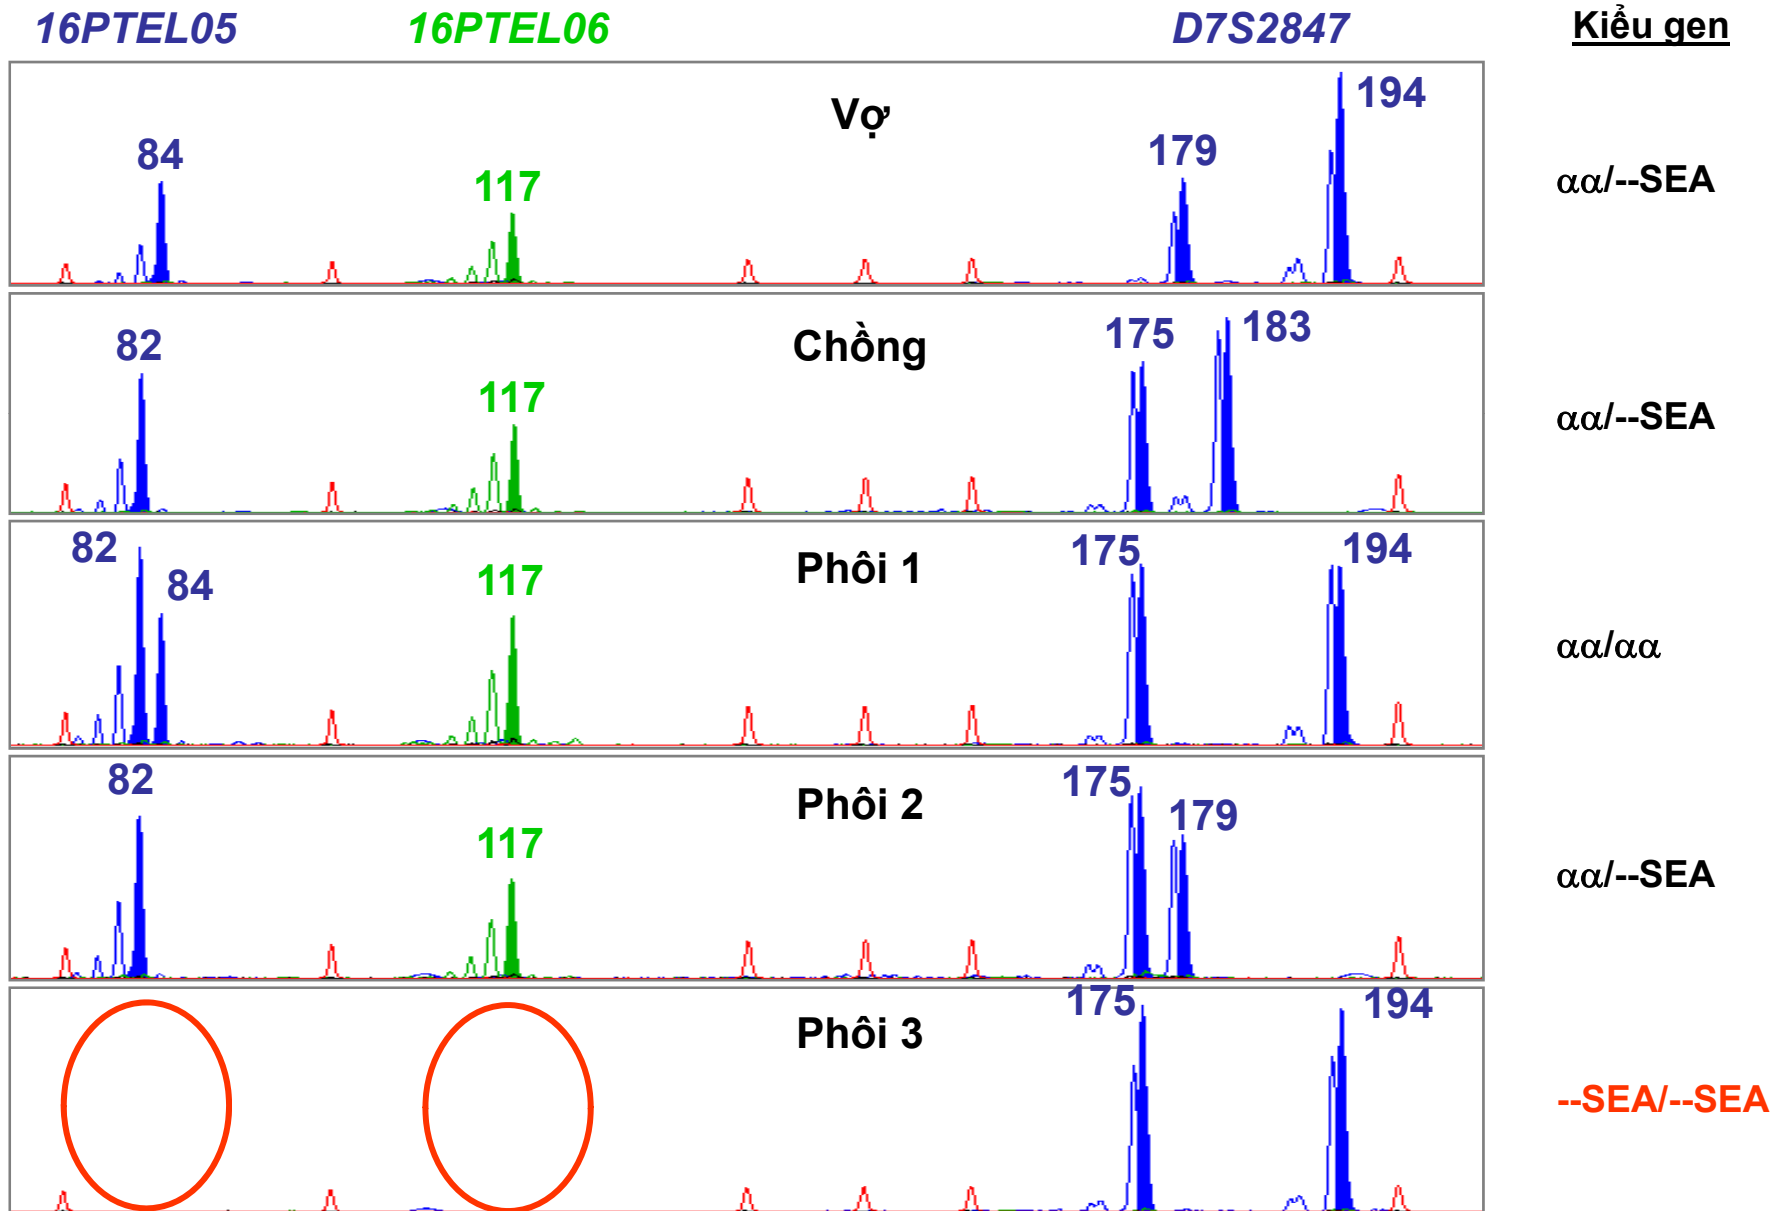 16PTEL05 16PTEL06 D7S2847 Kiểu gen
Vợ
84 117 179 194
αα/--SEA
Chồng
82 117 175 183
αα/--SEA
Phôi 1
82 84 117 175 194
αα/αα
Phôi 2
82 117 175 179
αα/--SEA
Phôi 3
175 194
--SEA/--SEA